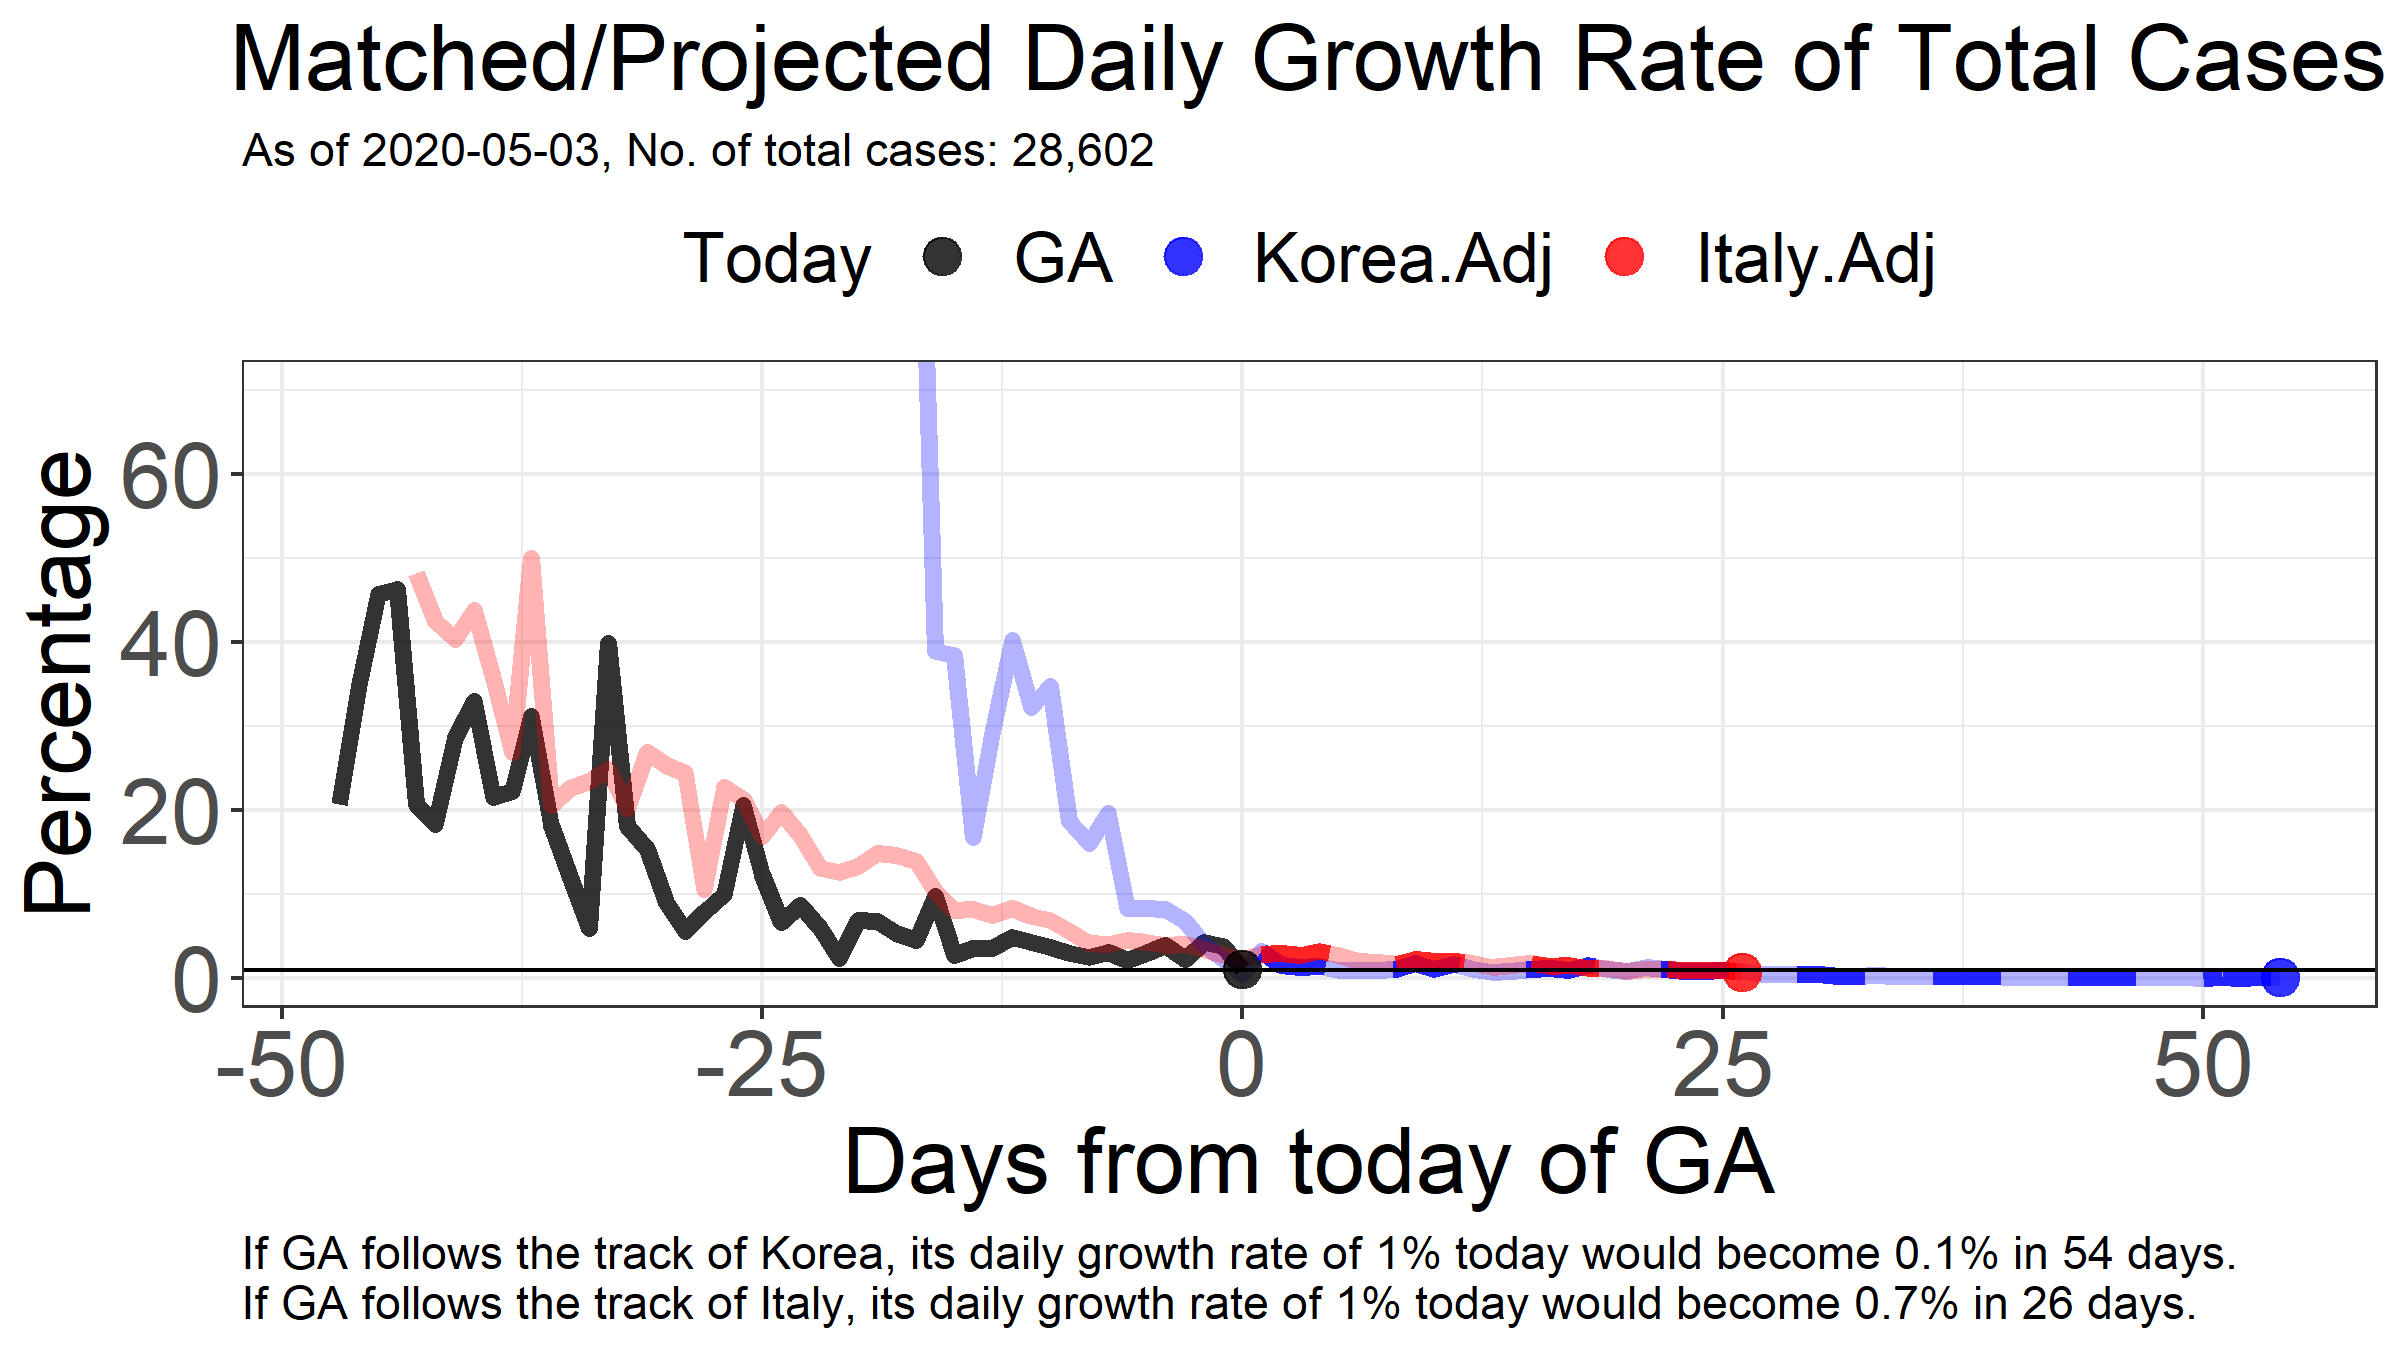 Matched/Projected Daily Growth Rate of Total Cases
As of 2020-05-03, No. of total cases: 28,602
Today GA Korea.Adj Italy.Adj
Percentage
60
40
20
0
-50 -25 0 25 50
Days from today of GA
If GA follows the track of Korea, its daily growth rate of 1% today would become 0.1% in 54 days.
If GA follows the track of Italy, its daily growth rate of 1% today would become 0.7% in 26 days.